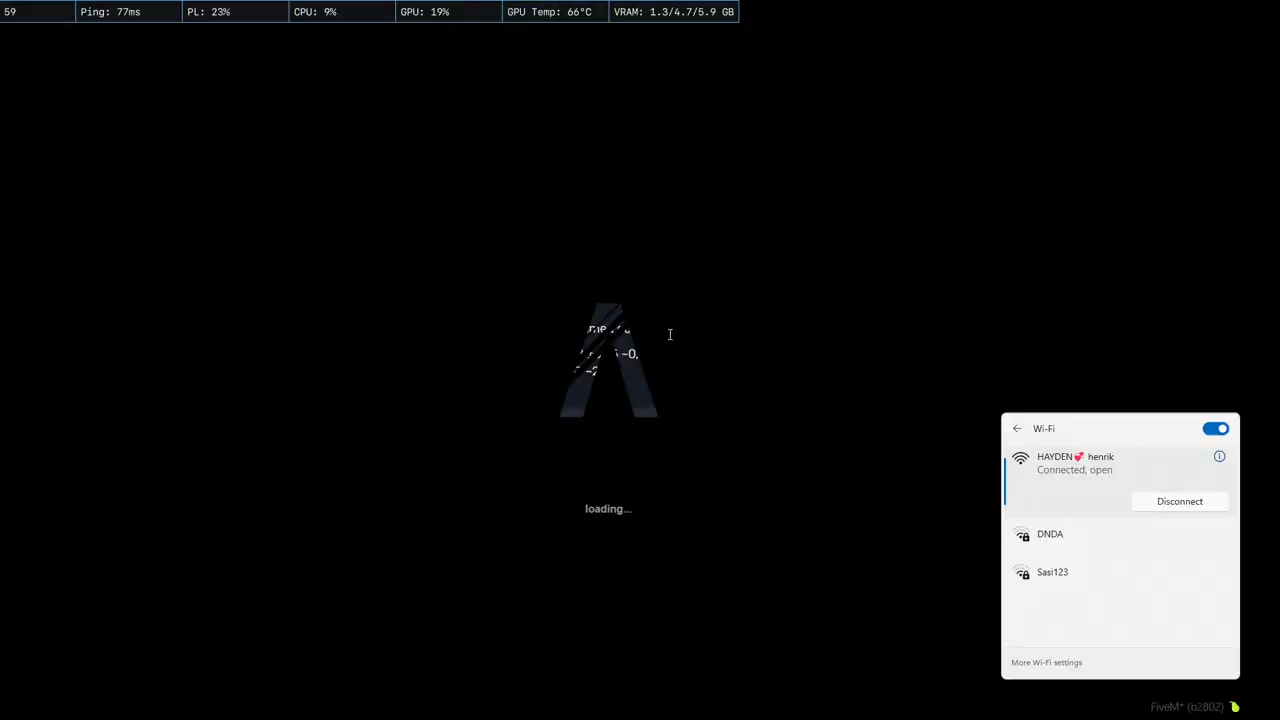 59 Ping: 77ms PL: 23% CPU: 9% GPU: 19% GPU Temp: 66°C VRAM: 1.3/4.7/5.9 GB
~0,
loading...
Wi-Fi
HAYDEN💞 henrik
Connected, open
Disconnect
DNDA
Sasi123
More Wi-Fi settings
FiveM* (b2802)